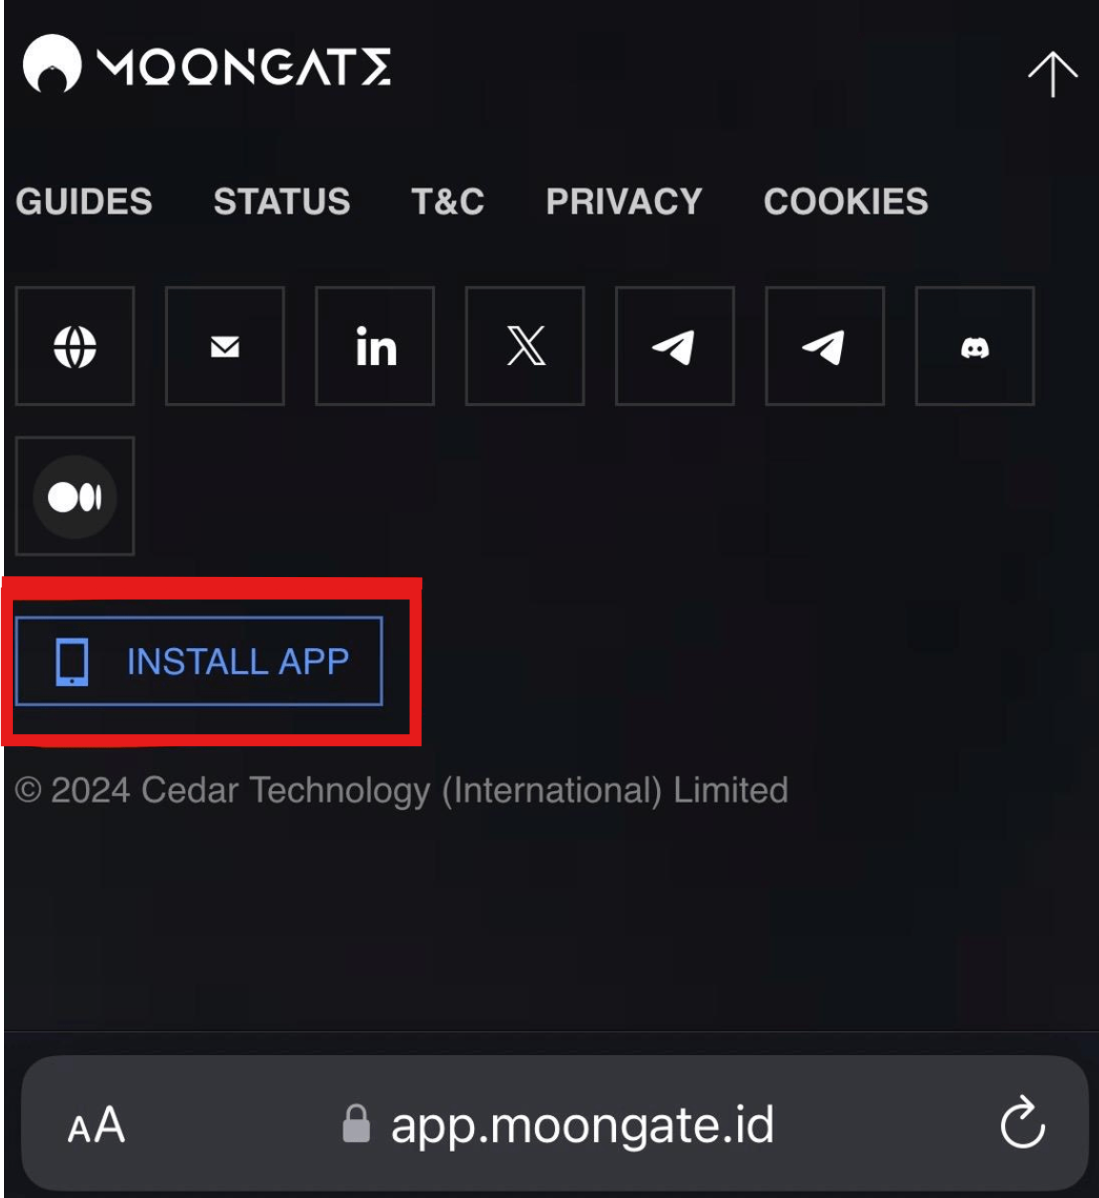 MOONGATE
GUIDES STATUS T&C PRIVACY COOKIES
in
INSTALL APP
© 2024 Cedar Technology (International) Limited
AA app.moongate.id